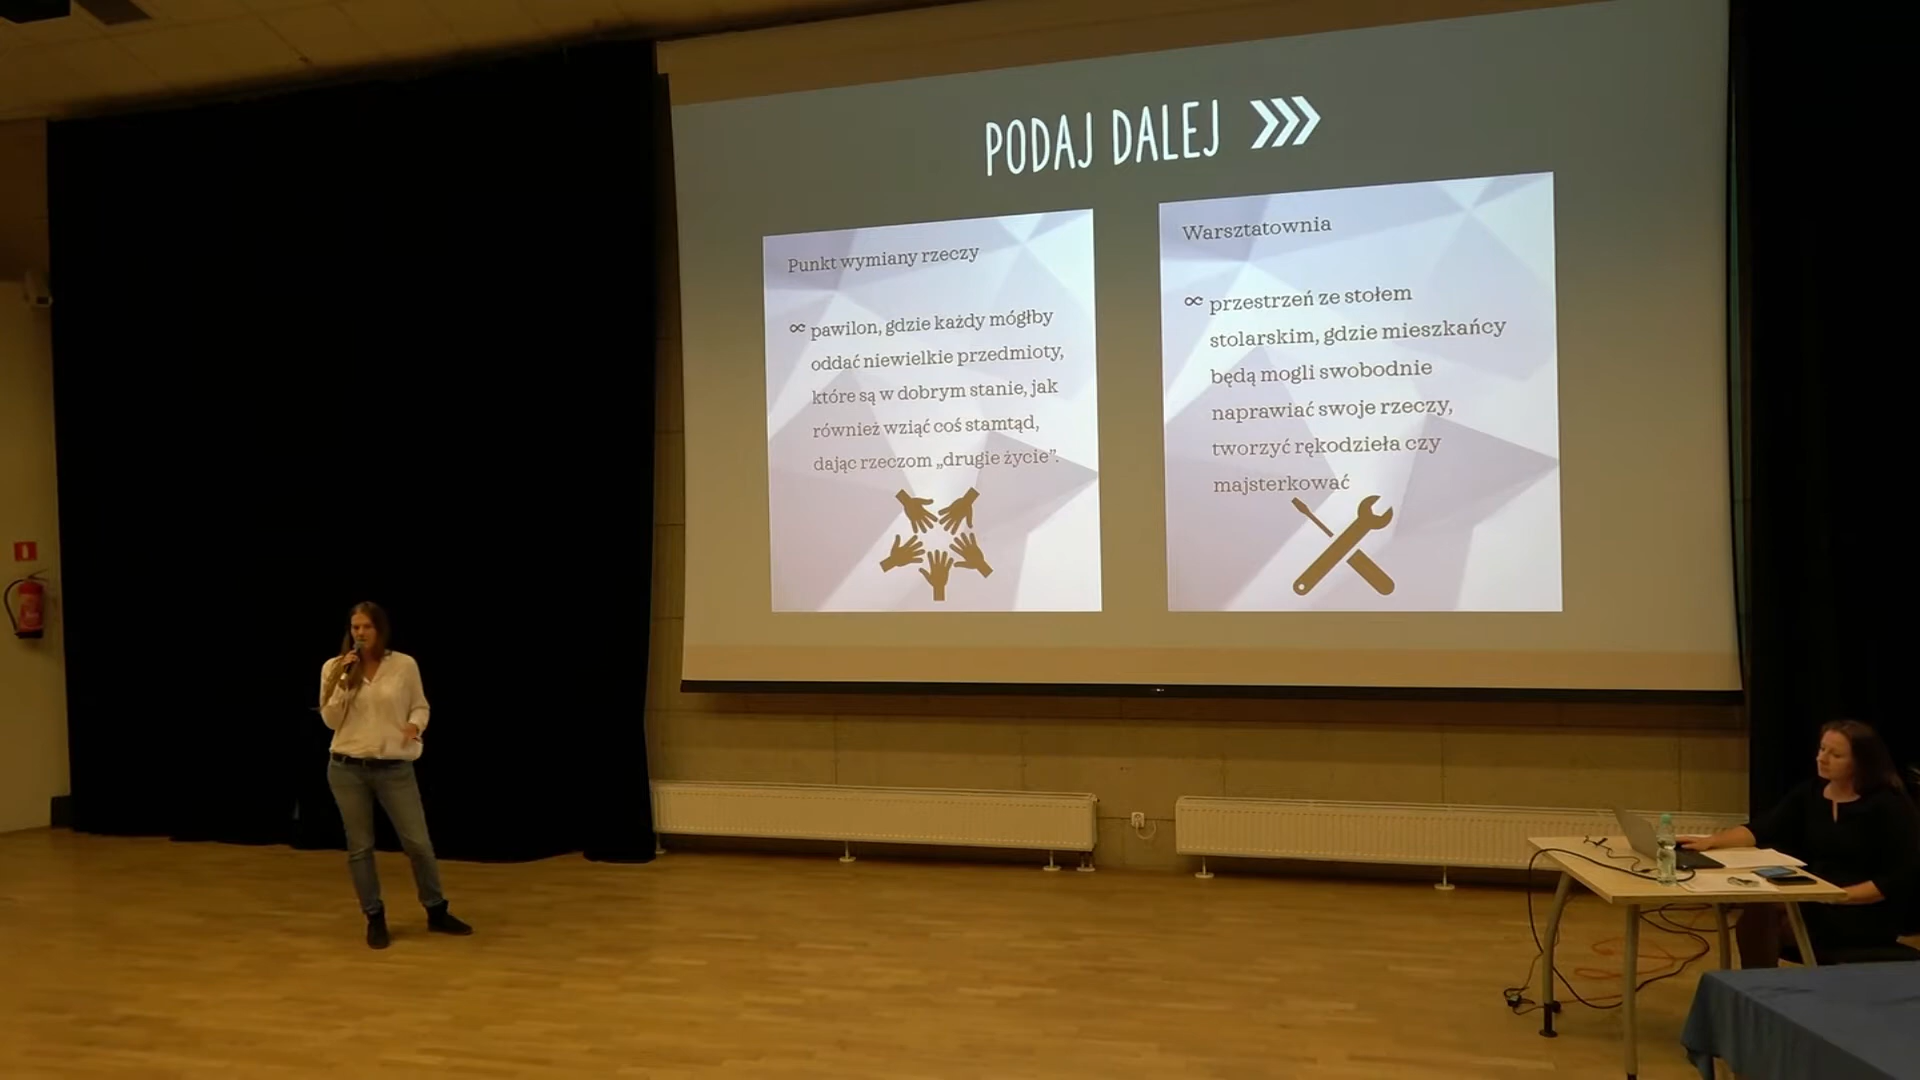 PODAJ DALEJ
Punkt wymiany rzeczy
pawilon, gdzie każdy mógłby
oddać niewielkie przedmioty,
które są w dobrym stanie, jak
również wziąć coś stamtąd,
dając rzeczom „drugie życie”.
Warsztatownia
przestrzeń ze stołem
stolarskim, gdzie mieszkańcy
będą mogli swobodnie
naprawiać swoje rzeczy,
tworzyć rękodzieła czy
majsterkować